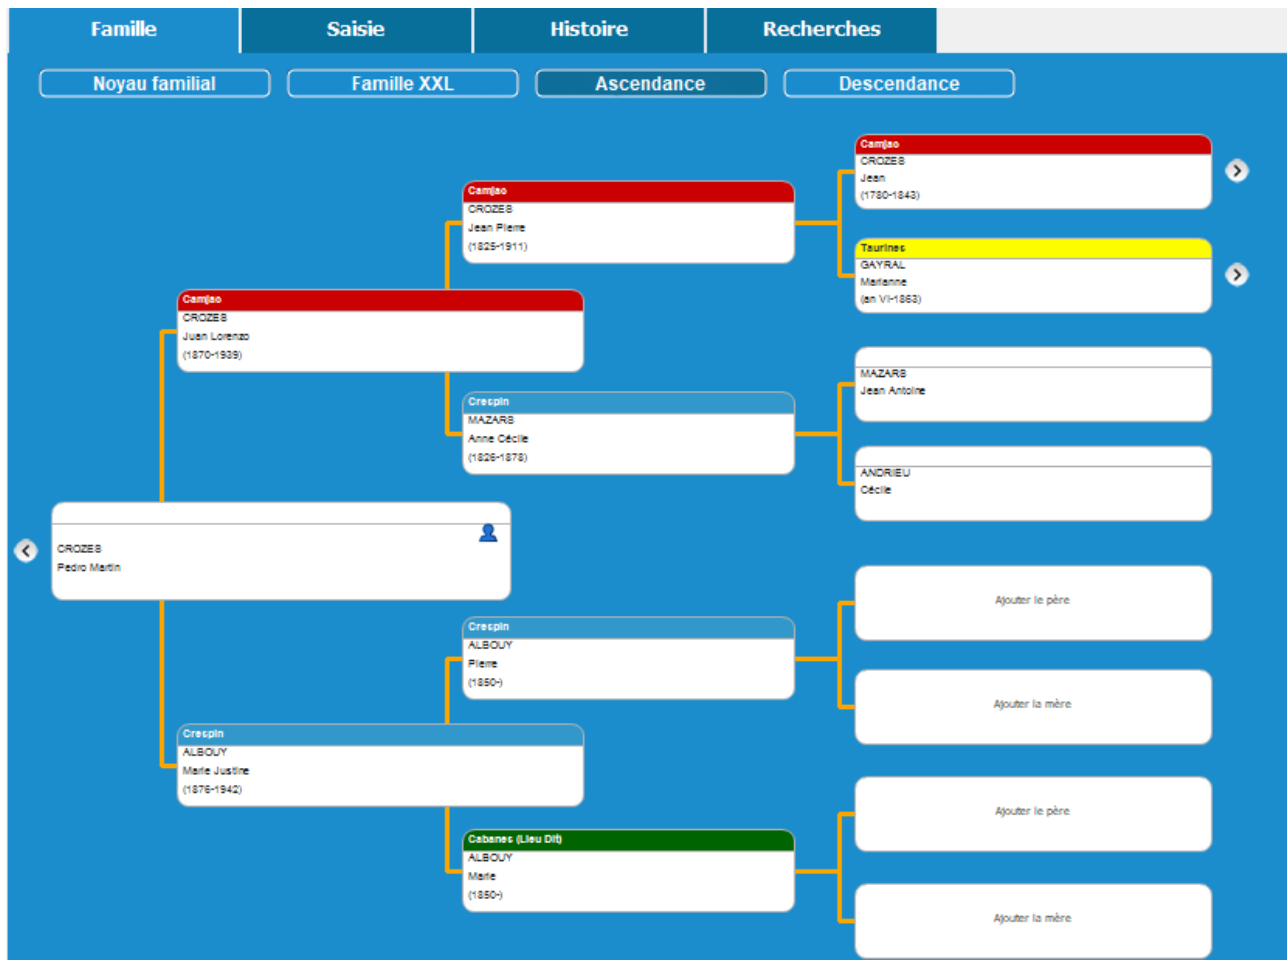 Famille
Saisie
Histoire
Recherches
Noyau familial
Famille XXL
Ascendance
Descendance
Camjao
CROZES
Jean
(1780-1843)
Camjao
CROZES
Jean Pierre
(1825-1911)
Taurines
GAYRAL
Marianne
(an VI-1863)
Camjao
CROZES
Juan Lorenzo
(1870-1939)
MAZARS
Jean Antoine
Crespin
MAZARS
Anne Cécile
(1826-1878)
ANDRIEU
Cécile
CROZES
Pedro Martin
Ajouter le père
Crespin
ALBOUY
Pierre
(1850-)
Ajouter la mère
Crespin
ALBOUY
Marie Justine
(1876-1942)
Ajouter le père
Cabanes (Lieu Dit)
ALBOUY
Marie
(1850-)
Ajouter la mère